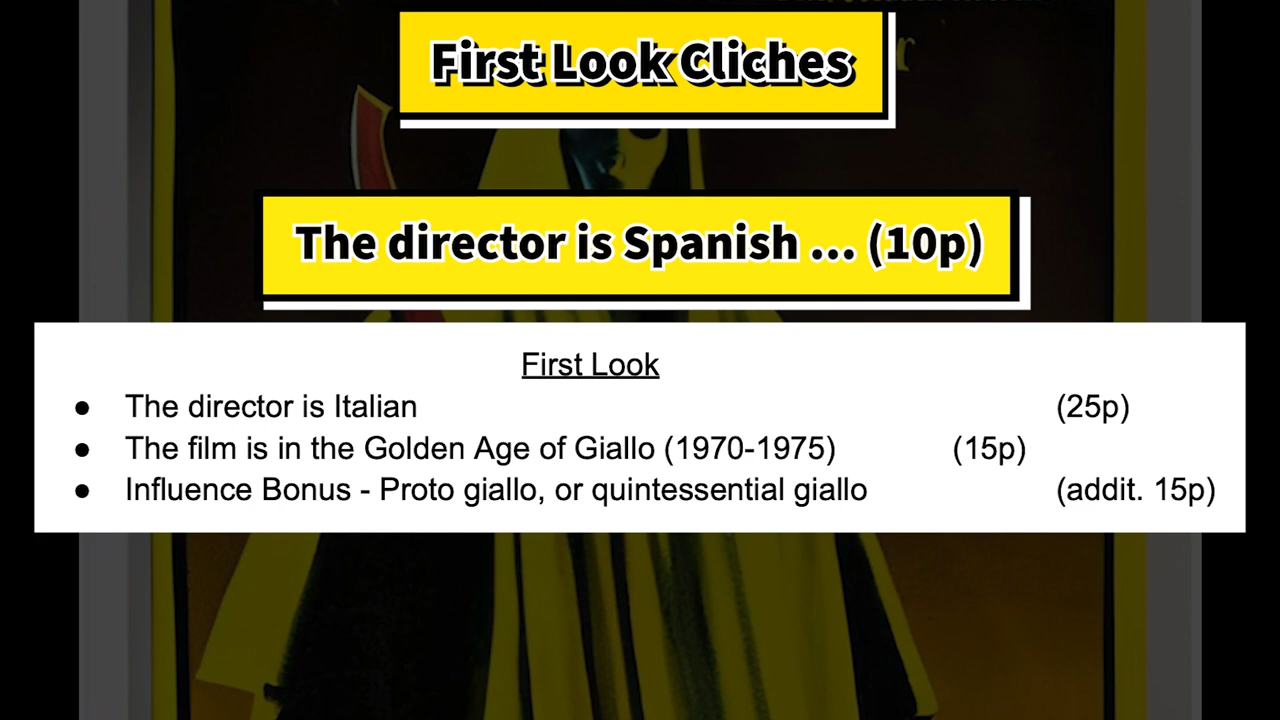 First Look Cliches
The director is Spanish ... (10p)
First Look
● The director is Italian (25p)
● The film is in the Golden Age of Giallo (1970-1975) (15p)
● Influence Bonus - Proto giallo, or quintessential giallo (addit. 15p)